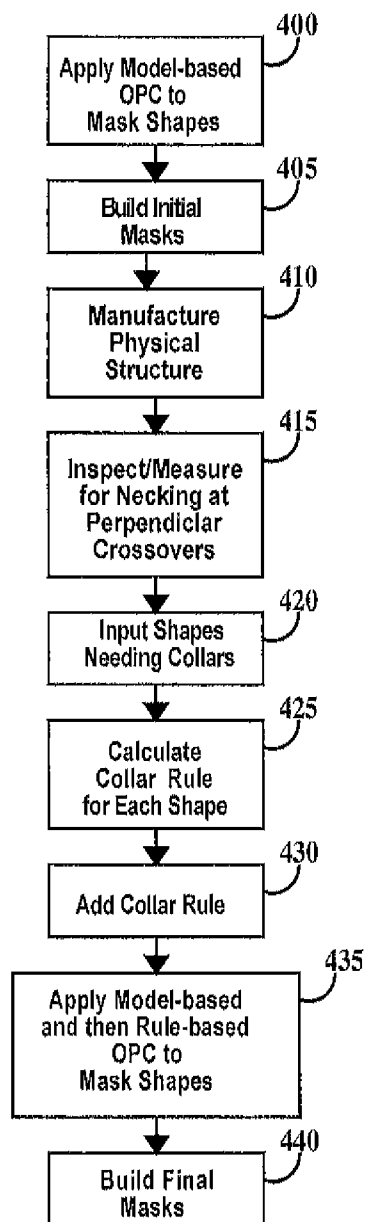 400
Apply Model-based
OPC to
Mask Shapes
405
Build Initial
Masks
410
Manufacture
Physical
Structure
415
Inspect/Measure
for Necking at
Perpendiclar
Crossovers
420
Input Shapes
Needing Collars
425
Calculate
Collar Rule
for Each Shape
430
Add Collar Rule
435
Apply Model-based
and then Rule-based
OPC to
Mask Shapes
440
Build Final
Masks